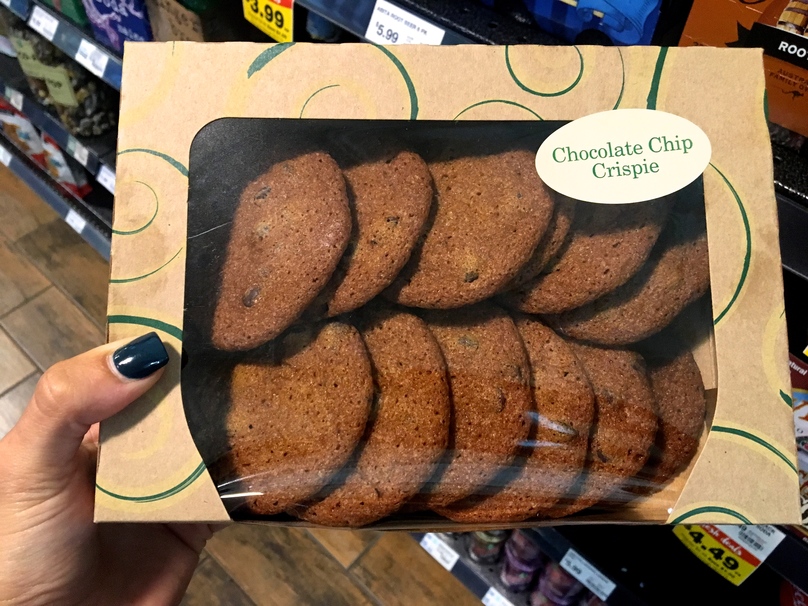 $3.99
$5.99
ROO
Chocolate Chip
Crispie
$4.49